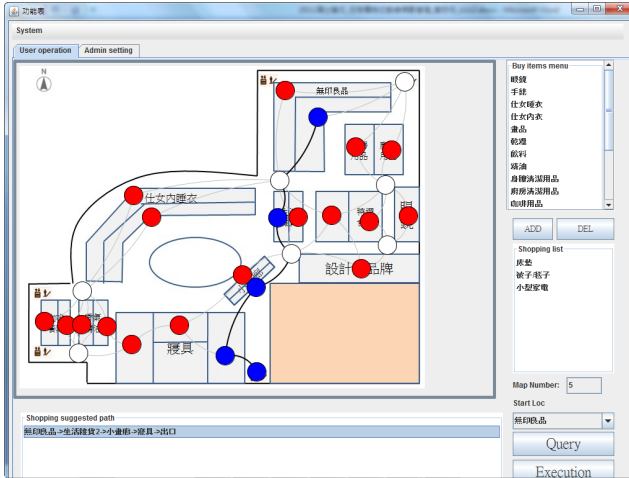 功能表
System
User operation
Admin setting
N
無印良品
仕女內睡衣
設計
品牌
寢具
Buy items menu
眼鏡
手錶
仕女睡衣
仕女內衣
畫品
乾糧
飲料
精油
身體清潔用品
廚房清潔用品
咖啡用品
ADD
DEL
Shopping list
床墊
被子/毯子
小型家電
Map Number:
5
Start Loc
無印良品
Query
Execution
Shopping suggested path
無印良品->生活雜貨2->小畫廊->寢具->出口